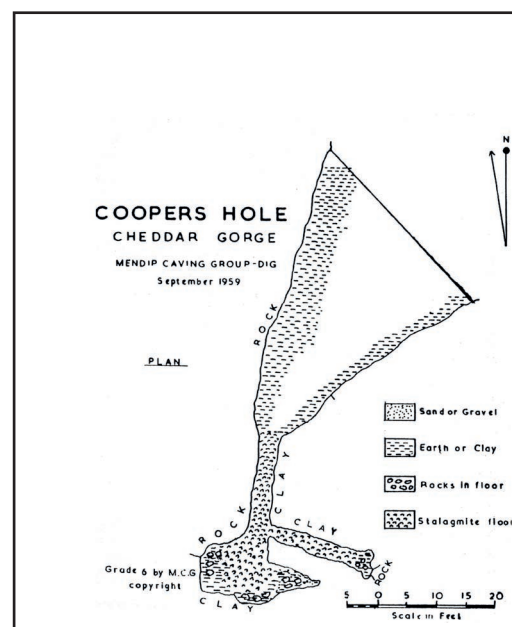 N
COOPERS HOLE
CHEDDAR GORGE
MENDIP CAVING GROUP-DIG
September 1959
ROCK
PLAN
Sand or Gravel
Earth or Clay
Rocks in floor
Stalagmite floor
CLAY
ROCK
CLAY
ROCK
ROCK
Grade 6 by M.C.G
copyright
CLAY
5 0 5 10 15 20
Scale in Feet